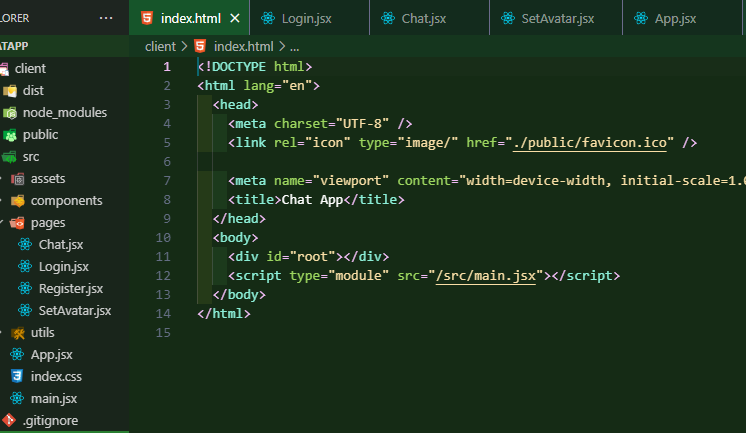 LORER ...
index.html
Login.jsx
Chat.jsx
SetAvatar.jsx
App.jsx
ATAPP
client
dist
node_modules
public
src
assets
components
pages
Chat.jsx
Login.jsx
Register.jsx
SetAvatar.jsx
utils
App.jsx
index.css
main.jsx
.gitignore
client > index.html > ...
1 <!DOCTYPE html>
2 <html lang="en">
3 <head>
4 <meta charset="UTF-8" />
5 <link rel="icon" type="image/" href="./public/favicon.ico" />
6
7 <meta name="viewport" content="width=device-width, initial-scale=1.0
8 <title>Chat App</title>
9 </head>
10 <body>
11 <div id="root"></div>
12 <script type="module" src="/src/main.jsx"></script>
13 </body>
14 </html>
15